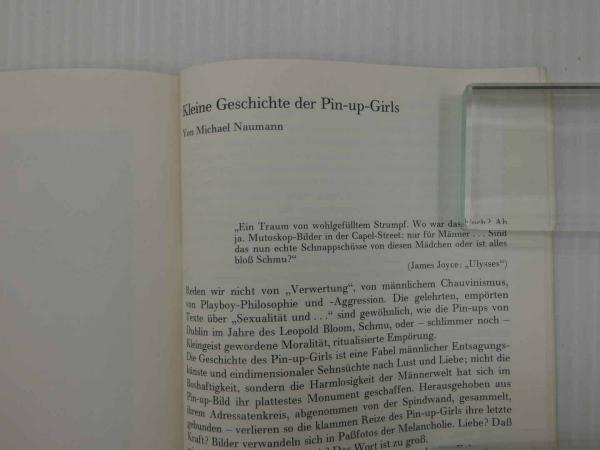 Kleine Geschichte der Pin-up-Girls
Von Michael Naumann
„Ein Traum von wohlgefülltem Strumpf. Wo war das doch? Ah
ja. Mutoskop-Bilder in der Capel-Street: nur für Männer . . . Sind
das nun echte Schnappschüsse von diesen Mädchen oder ist alles
bloß Schmu?“
(James Joyce: „Ulysses“)
Reden wir nicht von „Verwertung“, von männlichem Chauvinismus,
von Playboy-Philosophie und -Aggression. Die gelehrten, empörten
Texte über „Sexualität und . . .“ sind gewöhnlich, wie die Pin-ups von
Dublin im Jahre des Leopold Bloom, Schmu, oder – schlimmer noch –
Kleingeist gewordene Moralität, ritualisierte Empörung.
Die Geschichte des Pin-up-Girls ist eine Fabel männlicher Entsagungs-
künste und eindimensionaler Sehnsüchte nach Lust und Liebe; nicht die
Boshaftigkeit, sondern die Harmlosigkeit der Männerwelt hat sich im
Pin-up-Bild ihr plattestes Monument geschaffen. Herausgehoben aus
ihrem Adressatenkreis, abgenommen von der Spindwand, gesammelt,
gebunden – verlieren so die klammen Reize des Pin-up-Girls ihre letzte
Kraft? Bilder verwandeln sich in Paßfotos der Melancholie. Liebe? Daß
Das Wort ist zu groß.